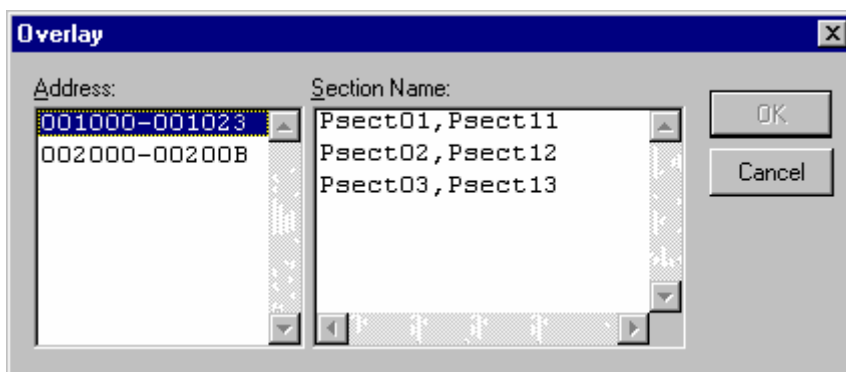 Overlay
Address:
001000-001023
002000-00200B
Section Name:
Psect01,Psect11
Psect02,Psect12
Psect03,Psect13
OK
Cancel